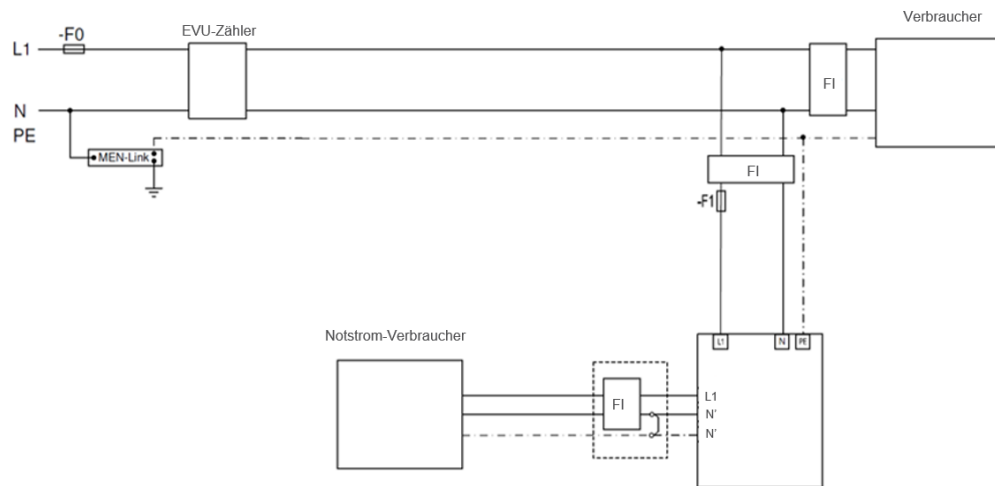 Verbraucher
-F0
EVU-Zähler
L1
FI
N
PE
MEN-Link
FI
-F1
Notstrom-Verbraucher
L1
N
PE
FI
L1
N'
N'